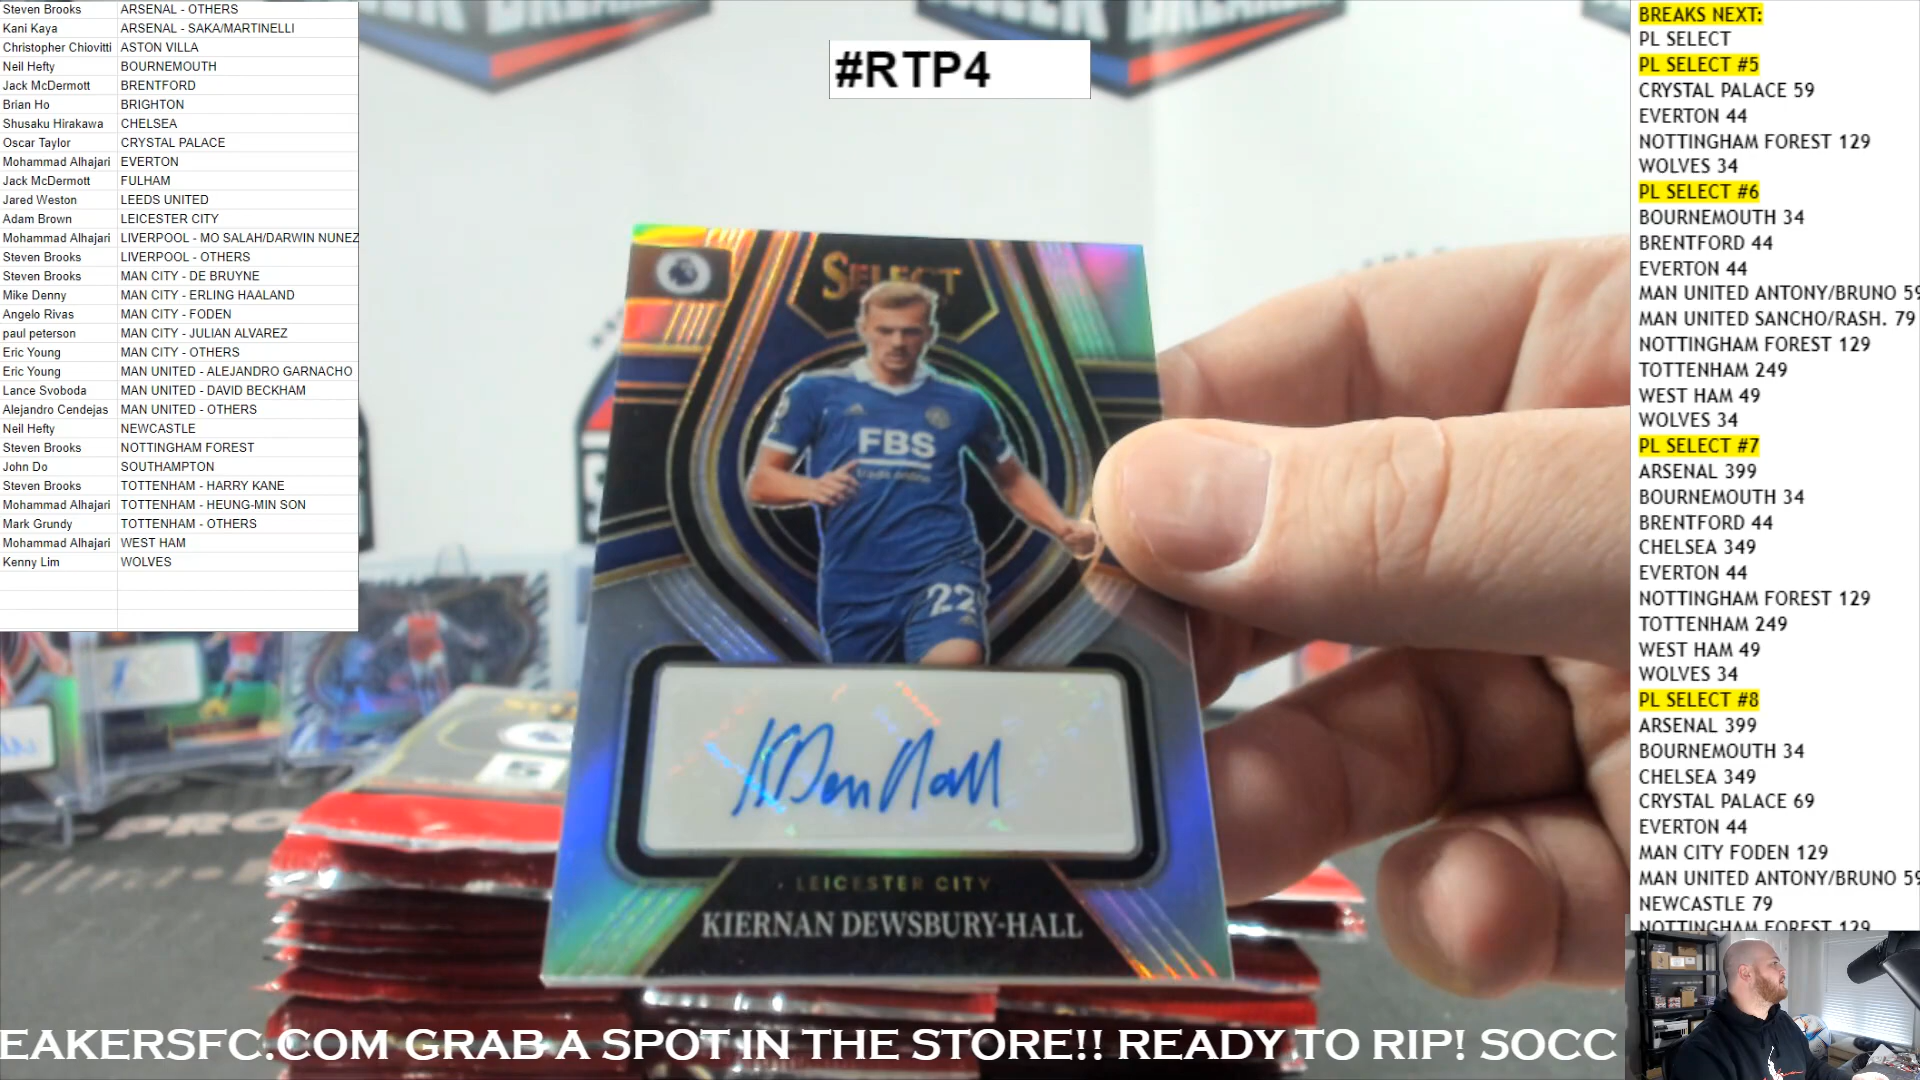 Steven Brooks ARSENAL - OTHERS
Kani Kaya ARSENAL - SAKA/MARTINELLI
Christopher Chiovitti ASTON VILLA
Neil Hefty BOURNEMOUTH
Jack McDermott BRENTFORD
Brian Ho BRIGHTON
Shusaku Hirakawa CHELSEA
Oscar Taylor CRYSTAL PALACE
Mohammad Alhajari EVERTON
Jack McDermott FULHAM
Jared Weston LEEDS UNITED
Adam Brown LEICESTER CITY
Mohammad Alhajari LIVERPOOL - MO SALAH/DARWIN NUNEZ
Steven Brooks LIVERPOOL - OTHERS
Steven Brooks MAN CITY - DE BRUYNE
Mike Denny MAN CITY - ERLING HAALAND
Angelo Rivas MAN CITY - FODEN
paul peterson MAN CITY - JULIAN ALVAREZ
Eric Young MAN CITY - OTHERS
Eric Young MAN UNITED - ALEJANDRO GARNACHO
Lance Svoboda MAN UNITED - DAVID BECKHAM
Alejandro Cendejas MAN UNITED - OTHERS
Neil Hefty NEWCASTLE
Steven Brooks NOTTINGHAM FOREST
John Do SOUTHAMPTON
Steven Brooks TOTTENHAM - HARRY KANE
Mohammad Alhajari TOTTENHAM - HEUNG-MIN SON
Mark Grundy TOTTENHAM - OTHERS
Mohammad Alhajari WEST HAM
Kenny Lim WOLVES
#RTP4
SELECT
FBS
trade online
22
KDewHall
LEICESTER CITY
KIERNAN DEWSBURY-HALL
BREAKS NEXT:
PL SELECT
PL SELECT #5
CRYSTAL PALACE 59
EVERTON 44
NOTTINGHAM FOREST 129
WOLVES 34
PL SELECT #6
BOURNEMOUTH 34
BRENTFORD 44
EVERTON 44
MAN UNITED ANTONY/BRUNO 59
MAN UNITED SANCHO/RASH. 79
NOTTINGHAM FOREST 129
TOTTENHAM 249
WEST HAM 49
WOLVES 34
PL SELECT #7
ARSENAL 399
BOURNEMOUTH 34
BRENTFORD 44
CHELSEA 349
EVERTON 44
NOTTINGHAM FOREST 129
TOTTENHAM 249
WEST HAM 49
WOLVES 34
PL SELECT #8
ARSENAL 399
BOURNEMOUTH 34
CHELSEA 349
CRYSTAL PALACE 69
EVERTON 44
MAN CITY FODEN 129
MAN UNITED ANTONY/BRUNO 59
NEWCASTLE 79
NOTTINGHAM FOREST 129
EAKERSFC.COM GRAB A SPOT IN THE STORE!! READY TO RIP! SOCC